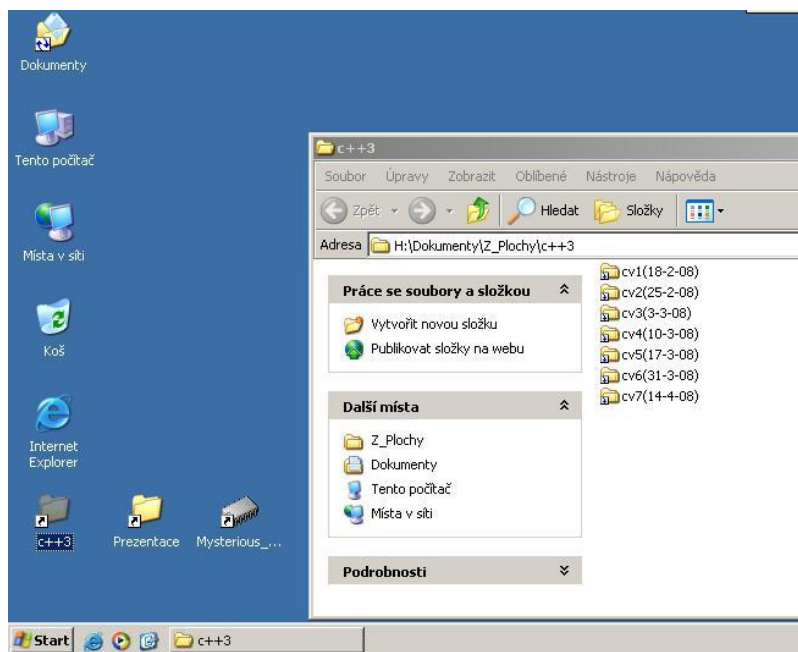 Dokumenty
Tento počítač
Místa v síti
Koš
Internet
Explorer
c++3
Prezentace
Mysterious_...
c++3
Soubor Úpravy Zobrazit Oblíbené Nástroje Nápověda
Zpět Hledat Složky
Adresa H:\Dokumenty\Z_Plochy\c++3
Práce se soubory a složkou
Vytvořit novou složku
Publikovat složky na webu
Další místa
Z_Plochy
Dokumenty
Tento počítač
Místa v síti
Podrobnosti
cv1(18-2-08)
cv2(25-2-08)
cv3(3-3-08)
cv4(10-3-08)
cv5(17-3-08)
cv6(31-3-08)
cv7(14-4-08)
Start c++3